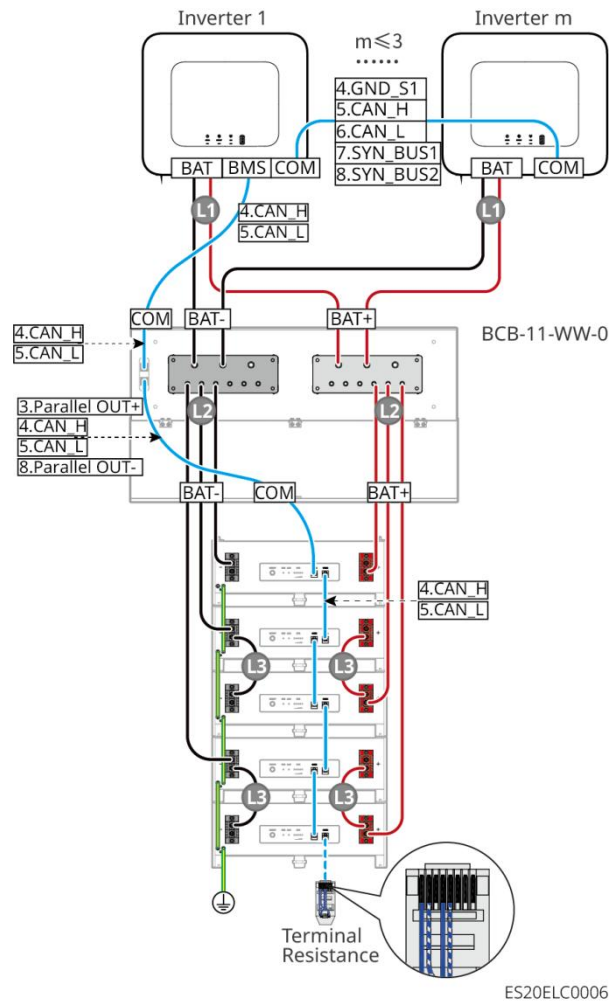 Inverter 1
Inverter m
m≤3
......
4.GND_S1
5.CAN_H
6.CAN_L
7.SYN_BUS1
8.SYN_BUS2
BAT
BMS
COM
BAT
COM
L1
L1
4.CAN_H
5.CAN_L
COM
BAT-
BAT+
BCB-11-WW-0
4.CAN_H
5.CAN_L
L2
L2
3.Parallel OUT+
4.CAN_H
5.CAN_L
8.Parallel OUT-
BAT-
COM
BAT+
4.CAN_H
5.CAN_L
L3
L3
L3
L3
Terminal
Resistance
ES20ELC0006